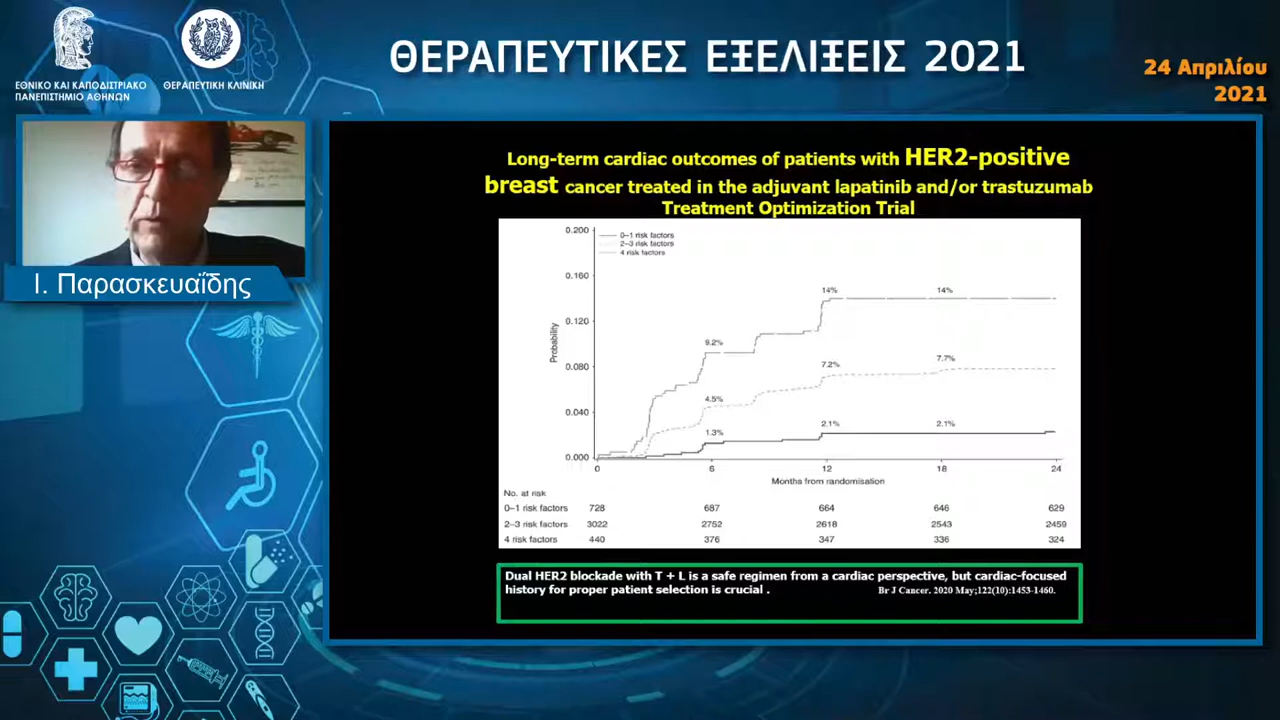 ΕΘΝΙΚΟ ΚΑΙ ΚΑΠΟΔΙΣΤΡΙΑΚΟ
ΠΑΝΕΠΙΣΤΗΜΙΟ ΑΘΗΝΩΝ
ΘΕΡΑΠΕΥΤΙΚΗ ΚΛΙΝΙΚΗ
ΘΕΡΑΠΕΥΤΙΚΕΣ ΕΞΕΛΙΞΕΙΣ 2021
24 Απριλίου
2021
Ι. Παρασκευαΐδης
Long-term cardiac outcomes of patients with HER2-positive
breast cancer treated in the adjuvant lapatinib and/or trastuzumab
Treatment Optimization Trial
0–1 risk factors
2–3 risk factors
4 risk factors
Probability
0.200
0.160
0.120
0.080
0.040
0.000
14% 14%
9.2%
7.2% 7.7%
4.5%
2.1% 2.1%
1.3%
0 6 12 18 24
Months from randomisation
No. at risk
0–1 risk factors 728 687 664 646 629
2–3 risk factors 3022 2752 2618 2543 2459
4 risk factors 440 376 347 336 324
Dual HER2 blockade with T + L is a safe regimen from a cardiac perspective, but cardiac-focused
history for proper patient selection is crucial . Br J Cancer. 2020 May;122(10):1453-1460.